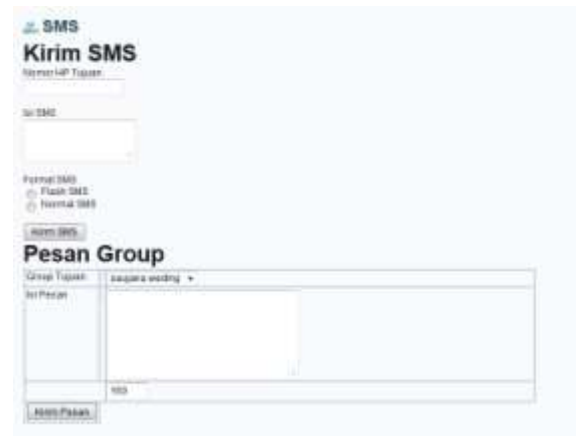 SMS
Kirim SMS
Nomor HP Tujuan
Isi SMS
Format SMS
Flash SMS
Normal SMS
Kirim SMS
Pesan Group
Group Tujuan
Isi Pesan
Kirim Pesan